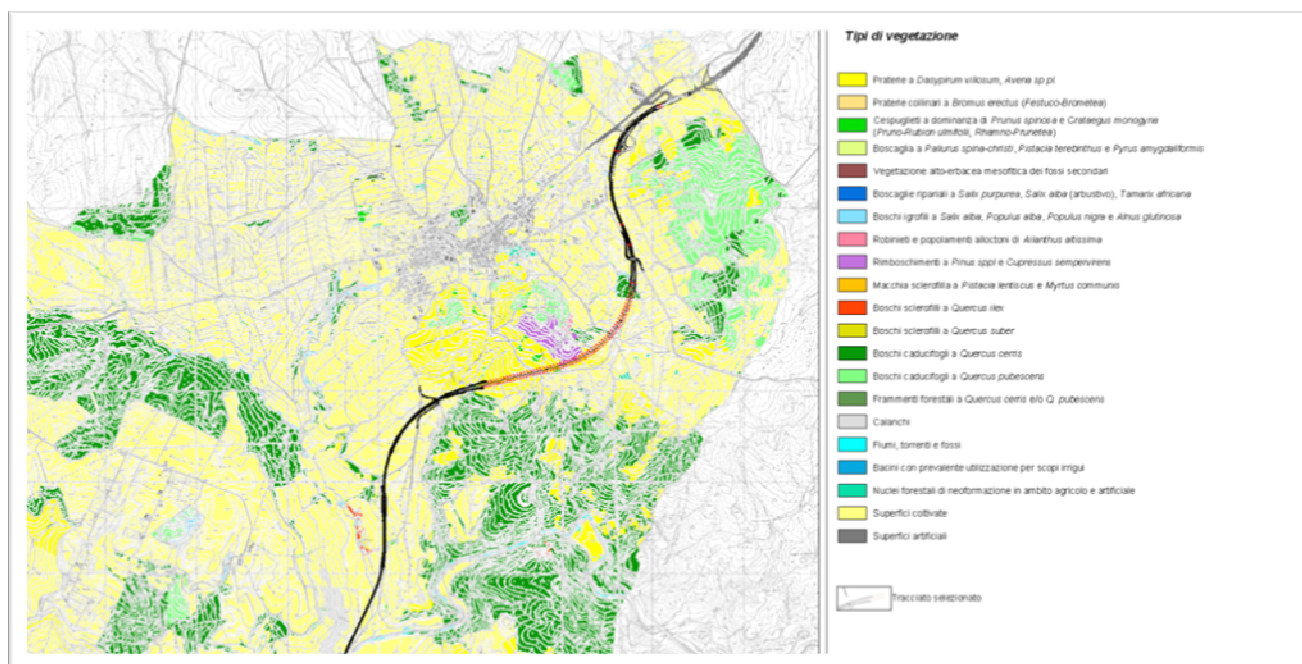 Tipi di vegetazione
Praterie a Dasypirum villosum, Avena sp.pl.
Praterie collinari a Bromus erectus (Festuco-Brometea)
Cespuglieti a dominanza di Prunus spinosa e Crataegus monogyna
(Pruno-Rubion ulmifolii, Rhamno-Prunetea)
Boscaglia a Paliurus spina-christi, Pistacia terebinthus e Pyrus amygdaliformis
Vegetazione alto-erbacea mesofitica dei fossi secondari
Boscaglie ripariali a Salix purpurea, Salix alba (arbustivo), Tamarix africana
Boschi igrofili a Salix alba, Populus alba, Populus nigra e Alnus glutinosa
Robinieti e popolamenti alloctoni di Ailanthus altissima
Rimboschimenti a Pinus sppl e Cupressus sempervirens
Macchia sclerofilla a Pistacia lentiscus e Myrtus communis
Boschi sclerofilli a Quercus ilex
Boschi sclerofilli a Quercus suber
Boschi caducifogli a Quercus cerris
Boschi caducifogli a Quercus pubescens
Frammenti forestali a Quercus cerris e/o Q. pubescens
Calanchi
Fiumi, torrenti e fossi
Bacini con prevalente utilizzazione per scopi irrigui
Nuclei forestali di neoformazione in ambito agricolo e artificiale
Superfici coltivate
Superfici artificiali
Tracciato selezionato